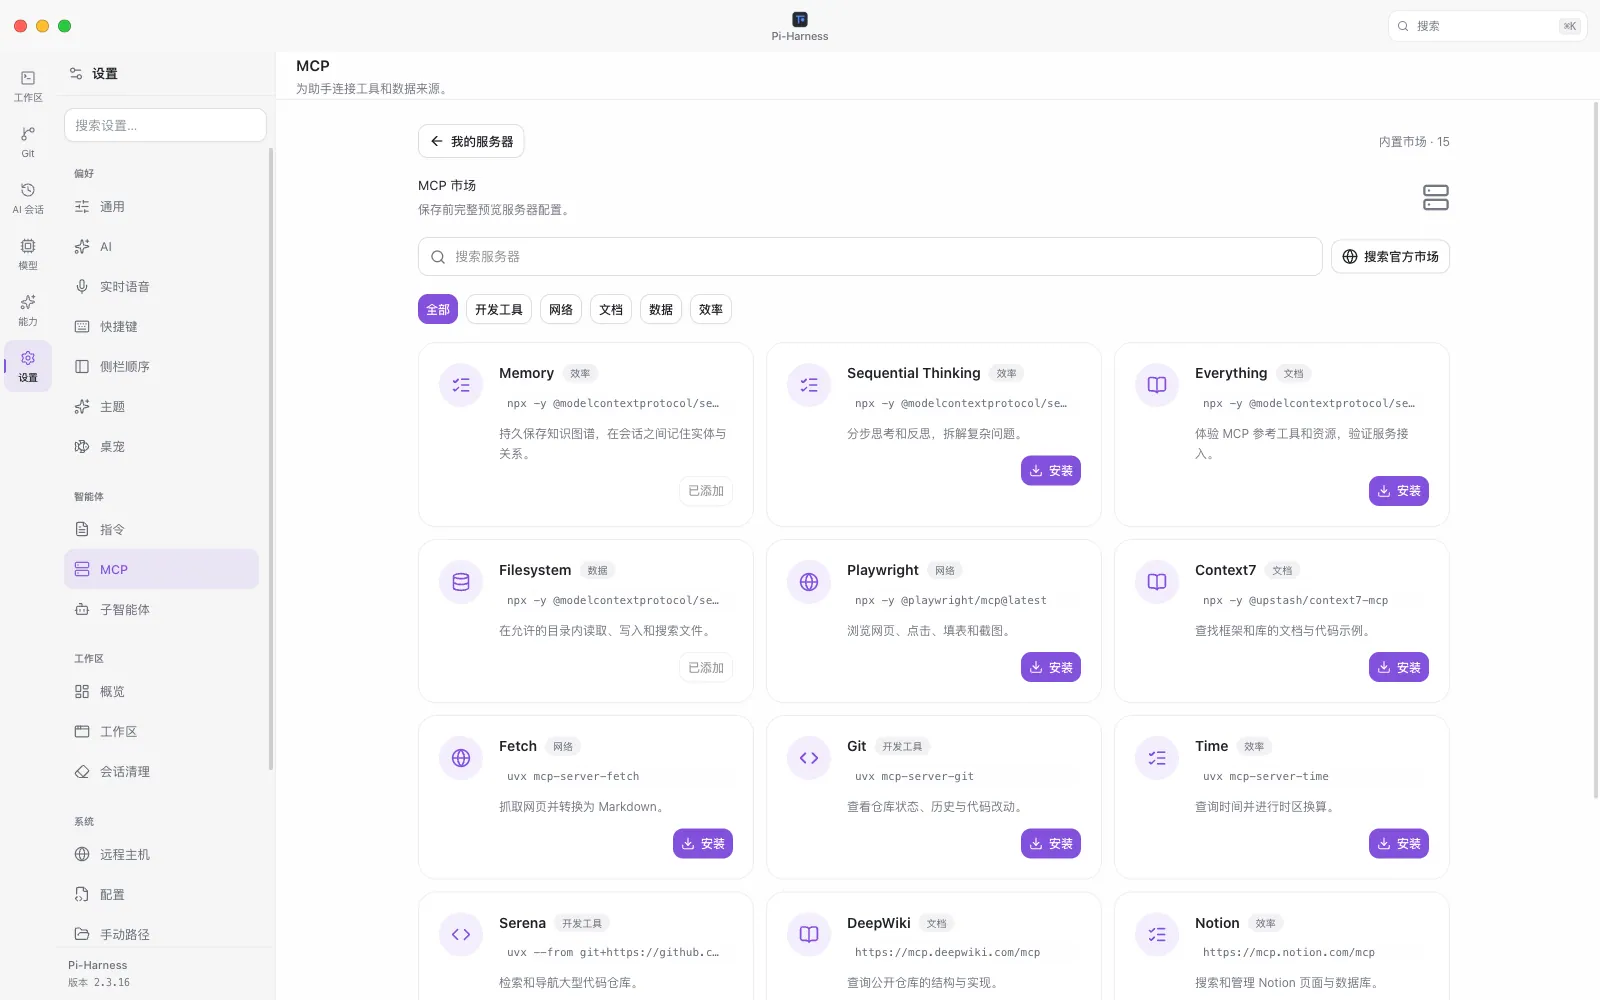 Pi-Harness
搜索
⌘K
工作区
Git
AI 会话
模型
能力
设置
设置
搜索设置...
偏好
通用
AI
实时语音
快捷键
侧栏顺序
主题
桌宠
智能体
指令
MCP
子智能体
工作区
概览
工作区
会话清理
系统
远程主机
配置
手动路径
Pi-Harness
版本 2.3.16
MCP
为助手连接工具和数据来源。
我的服务器
内置市场 · 15
MCP 市场
保存前完整预览服务器配置。
搜索服务器
搜索官方市场
全部
开发工具
网络
文档
数据
效率
Memory 效率
npx -y @modelcontextprotocol/se…
持久保存知识图谱，在会话之间记住实体与
关系。
已添加
Sequential Thinking 效率
npx -y @modelcontextprotocol/se…
分步思考和反思，拆解复杂问题。
安装
Everything 文档
npx -y @modelcontextprotocol/se…
体验 MCP 参考工具和资源，验证服务接
入。
安装
Filesystem 数据
npx -y @modelcontextprotocol/se…
在允许的目录内读取、写入和搜索文件。
已添加
Playwright 网络
npx -y @playwright/mcp@latest
浏览网页、点击、填表和截图。
安装
Context7 文档
npx -y @upstash/context7-mcp
查找框架和库的文档与代码示例。
安装
Fetch 网络
uvx mcp-server-fetch
抓取网页并转换为 Markdown。
安装
Git 开发工具
uvx mcp-server-git
查看仓库状态、历史与代码改动。
安装
Time 效率
uvx mcp-server-time
查询时间并进行时区换算。
安装
Serena 开发工具
uvx --from git+https://github.c…
检索和导航大型代码仓库。
DeepWiki 文档
https://mcp.deepwiki.com/mcp
查询公开仓库的结构与实现。
Notion 效率
https://mcp.notion.com/mcp
搜索和管理 Notion 页面与数据库。